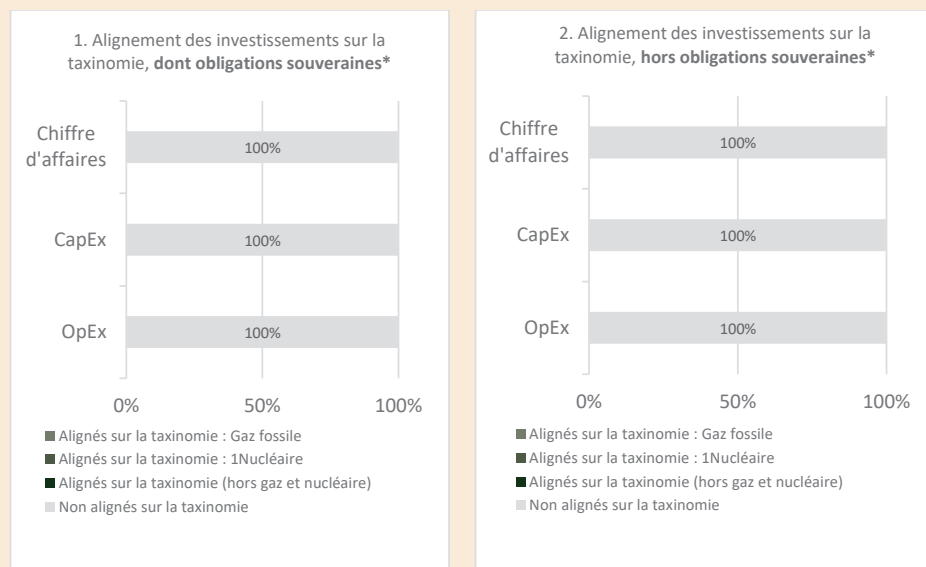 1. Alignement des investissements sur la
taxinomie, dont obligations souveraines*
Chiffre
d'affaires
100%
CapEx
100%
OpEx
100%
0%
50%
100%
Alignés sur la taxinomie : Gaz fossile
Alignés sur la taxinomie : 1Nucléaire
Alignés sur la taxinomie (hors gaz et nucléaire)
Non alignés sur la taxinomie
2. Alignement des investissements sur la
taxinomie, hors obligations souveraines*
Chiffre
d'affaires
100%
CapEx
100%
OpEx
100%
0%
50%
100%
Alignés sur la taxinomie : Gaz fossile
Alignés sur la taxinomie : 1Nucléaire
Alignés sur la taxinomie (hors gaz et nucléaire)
Non alignés sur la taxinomie